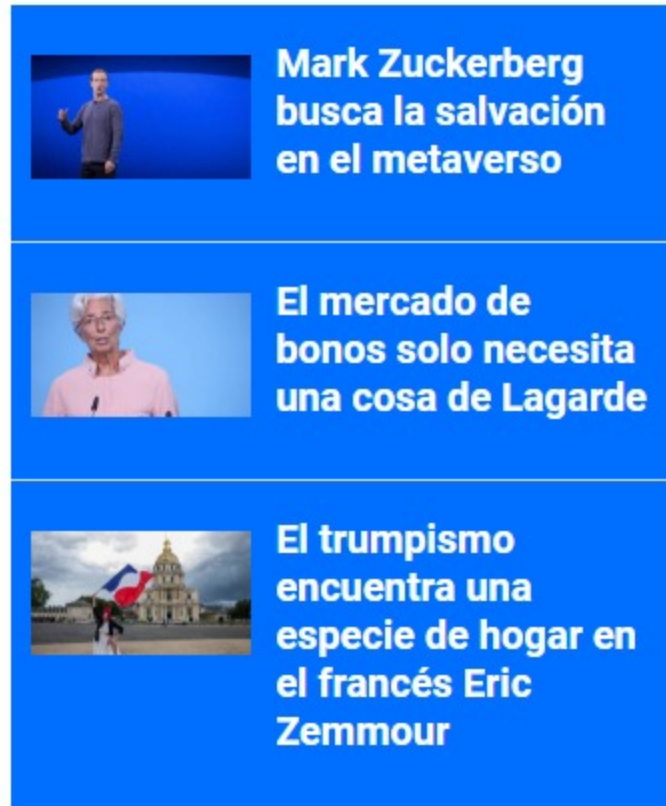 Mark Zuckerberg
busca la salvación
en el metaverso
El mercado de
bonos solo necesita
una cosa de Lagarde
El trumpismo
encuentra una
especie de hogar en
el francés Eric
Zemmour